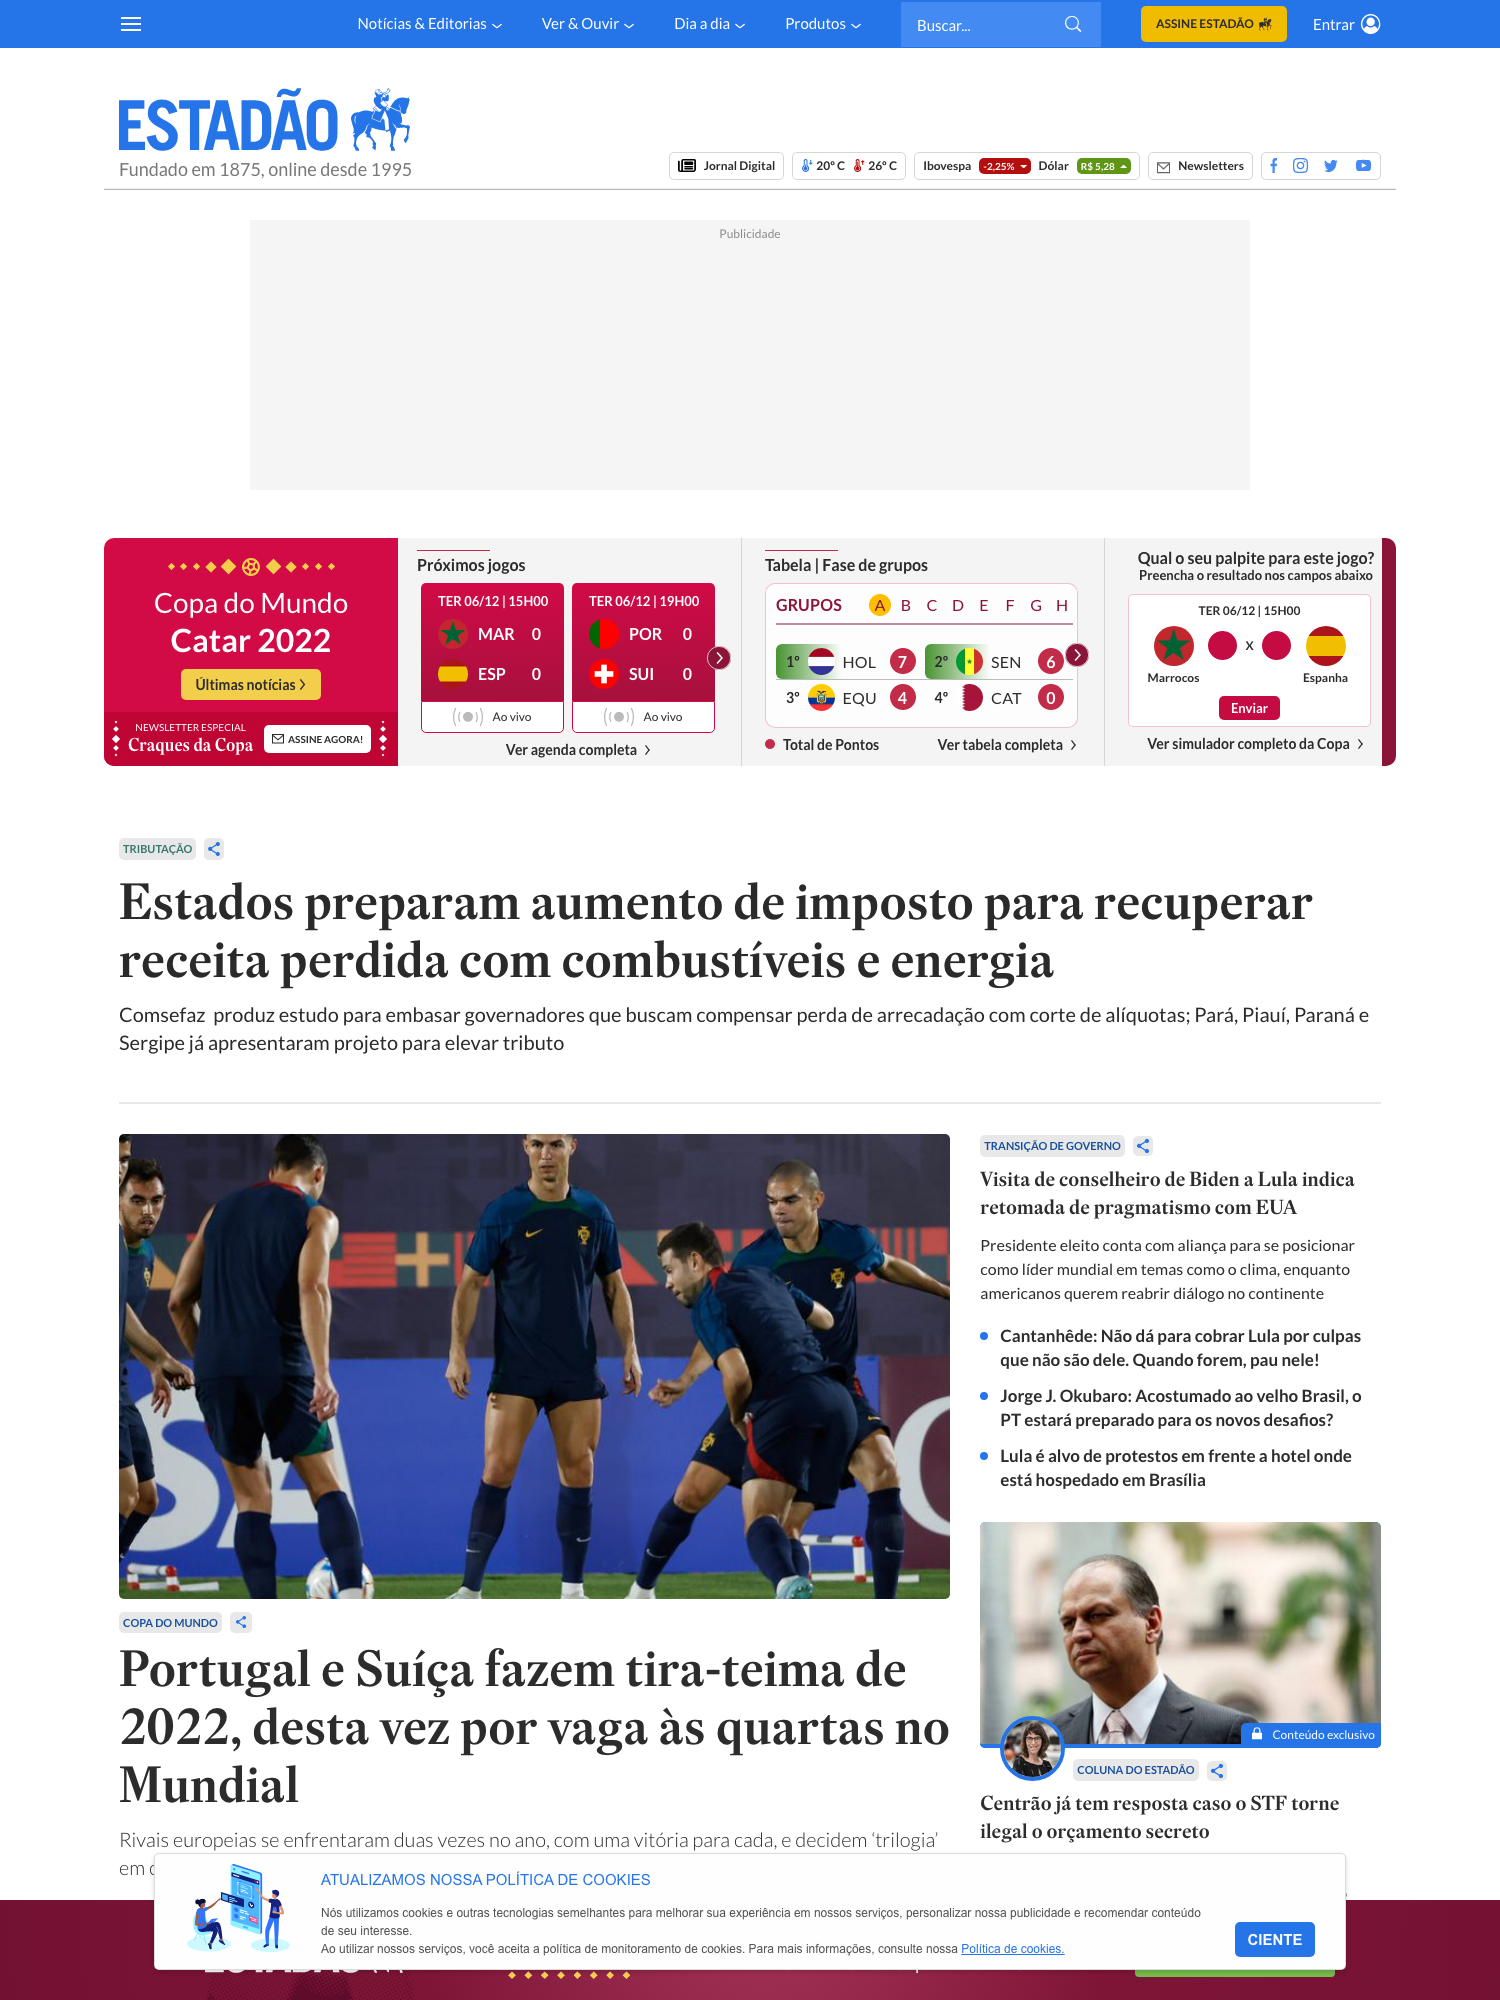 Notícias & Editorias
Ver & Ouvir
Dia a dia
Produtos
Buscar...
ASSINE ESTADÃO
Entrar
ESTADÃO
Fundado em 1875, online desde 1995
Jornal Digital
20º C 26º C
Ibovespa -2,25% Dólar R$ 5,28
Newsletters
Publicidade
Copa do Mundo
Catar 2022
Últimas notícias
NEWSLETTER ESPECIAL
Craques da Copa
ASSINE AGORA!
Próximos jogos
TER 06/12 | 15H00
MAR 0
ESP 0
Ao vivo
TER 06/12 | 19H00
POR 0
SUI 0
Ao vivo
Ver agenda completa
Tabela | Fase de grupos
GRUPOS A B C D E F G H
1º HOL 7 2º SEN 6
3º EQU 4 4º CAT 0
Total de Pontos
Ver tabela completa
Qual o seu palpite para este jogo?
Preencha o resultado nos campos abaixo
TER 06/12 | 15H00
X
Marrocos Espanha
Enviar
Ver simulador completo da Copa
TRIBUTAÇÃO
Estados preparam aumento de imposto para recuperar
receita perdida com combustíveis e energia
Comsefaz produz estudo para embasar governadores que buscam compensar perda de arrecadação com corte de alíquotas; Pará, Piauí, Paraná e
Sergipe já apresentaram projeto para elevar tributo
COPA DO MUNDO
Portugal e Suíça fazem tira-teima de
2022, desta vez por vaga às quartas no
Mundial
Rivais europeias se enfrentaram duas vezes no ano, com uma vitória para cada, e decidem ‘trilogia’
em
TRANSIÇÃO DE GOVERNO
Visita de conselheiro de Biden a Lula indica
retomada de pragmatismo com EUA
Presidente eleito conta com aliança para se posicionar
como líder mundial em temas como o clima, enquanto
americanos querem reabrir diálogo no continente
Cantanhêde: Não dá para cobrar Lula por culpas
que não são dele. Quando forem, pau nele!
Jorge J. Okubaro: Acostumado ao velho Brasil, o
PT estará preparado para os novos desafios?
Lula é alvo de protestos em frente a hotel onde
está hospedado em Brasília
Conteúdo exclusivo
COLUNA DO ESTADÃO
Centrão já tem resposta caso o STF torne
ilegal o orçamento secreto
ATUALIZAMOS NOSSA POLÍTICA DE COOKIES
Nós utilizamos cookies e outras tecnologias semelhantes para melhorar sua experiência em nossos serviços, personalizar nossa publicidade e recomendar conteúdo
de seu interesse.
Ao utilizar nossos serviços, você aceita a política de monitoramento de cookies. Para mais informações, consulte nossa Política de cookies.
CIENTE